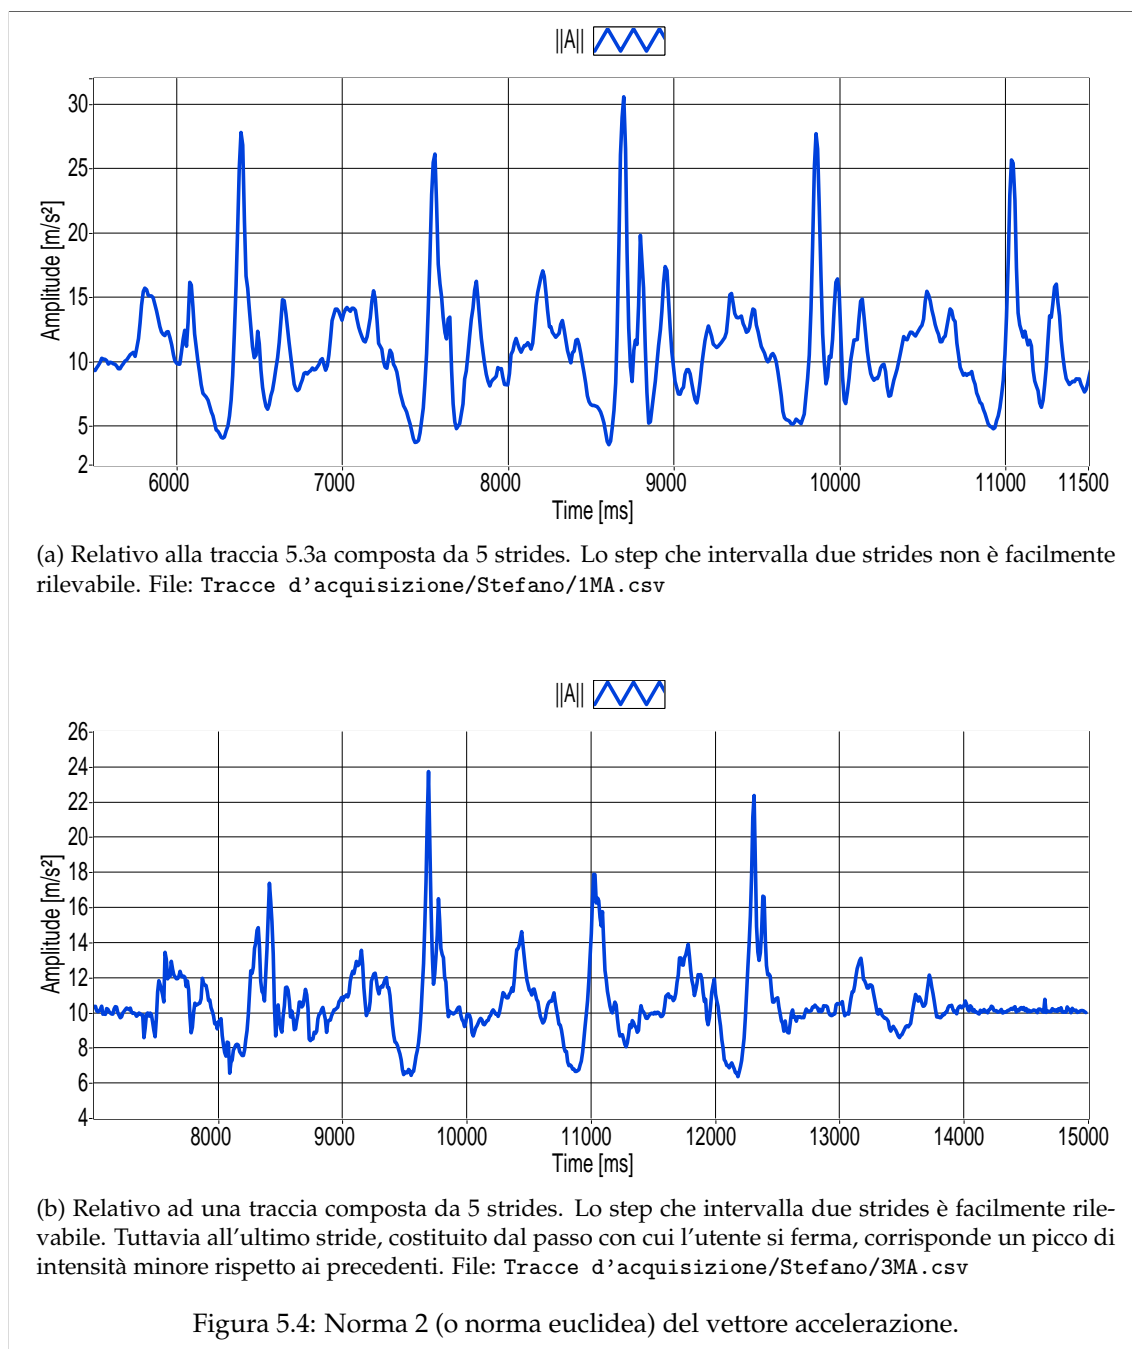 ||A||
30
25
20
15
10
5
2
Amplitude [m/s²]
6000 7000 8000 9000 10000 11000 11500
Time [ms]
(a) Relativo alla traccia 5.3a composta da 5 strides. Lo step che intervalla due strides non è facilmente
rilevabile. File: Tracce d'acquisizione/Stefano/1MA.csv
||A||
26
24
22
20
18
16
14
12
10
8
6
4
Amplitude [m/s²]
8000 9000 10000 11000 12000 13000 14000 15000
Time [ms]
(b) Relativo ad una traccia composta da 5 strides. Lo step che intervalla due strides è facilmente rile-
vabile. Tuttavia all'ultimo stride, costituito dal passo con cui l'utente si ferma, corrisponde un picco di
intensità minore rispetto ai precedenti. File: Tracce d'acquisizione/Stefano/3MA.csv
Figura 5.4: Norma 2 (o norma euclidea) del vettore accelerazione.